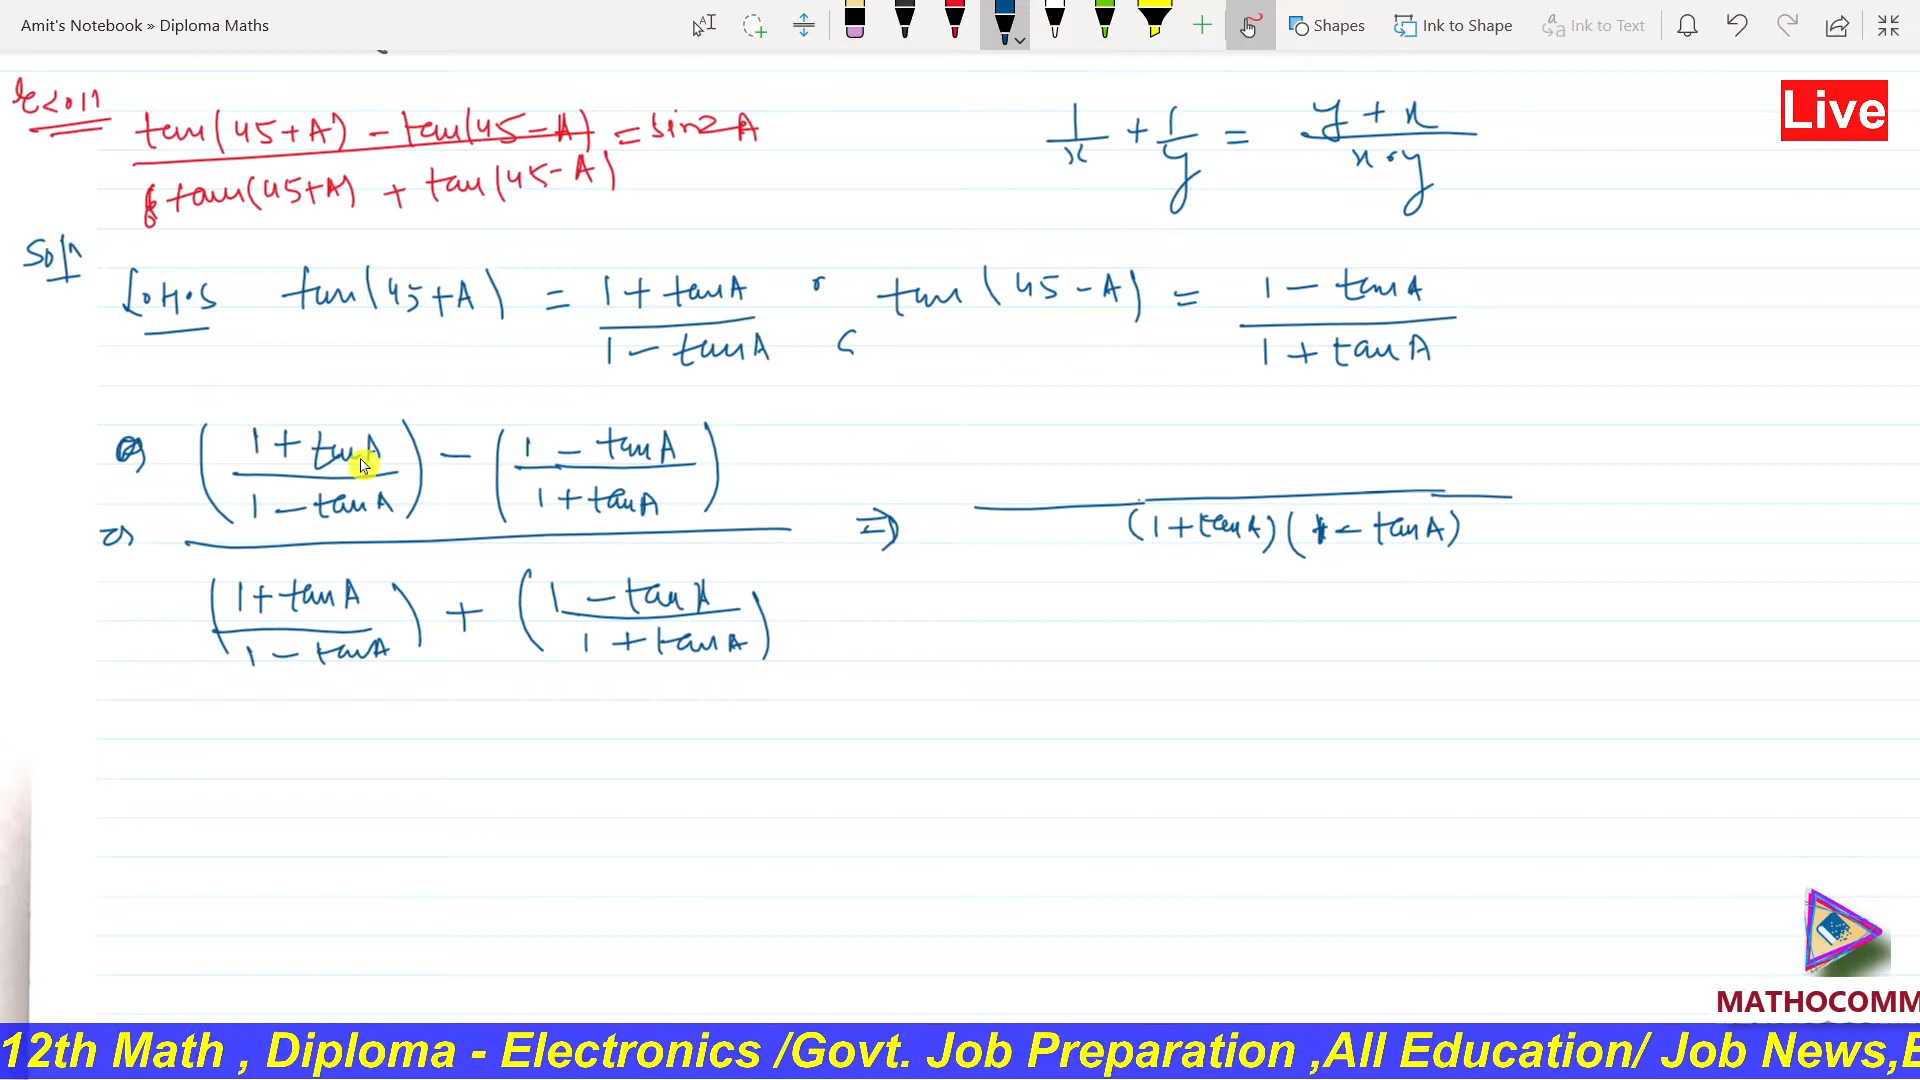 Amit's Notebook » Diploma Maths
Shapes
Ink to Shape
Ink to Text
Live
tan(45+A) - tan(45-A) = sin2A
tan(45+A) + tan(45-A)
1/x + 1/y = y + x / x.y
Soln
L.H.S tan(45+A) = 1 + tanA / 1 - tanA , tan(45-A) = 1 - tanA / 1 + tanA
(1 + tanA / 1 - tanA) - (1 - tanA / 1 + tanA)
⇒ ⇒ (1+tanA)(1 - tanA)
(1 + tanA / 1 - tanA) + (1 - tanA / 1 + tanA)
MATHOCOMM
12th Math , Diploma - Electronics /Govt. Job Preparation ,All Education/ Job News,E